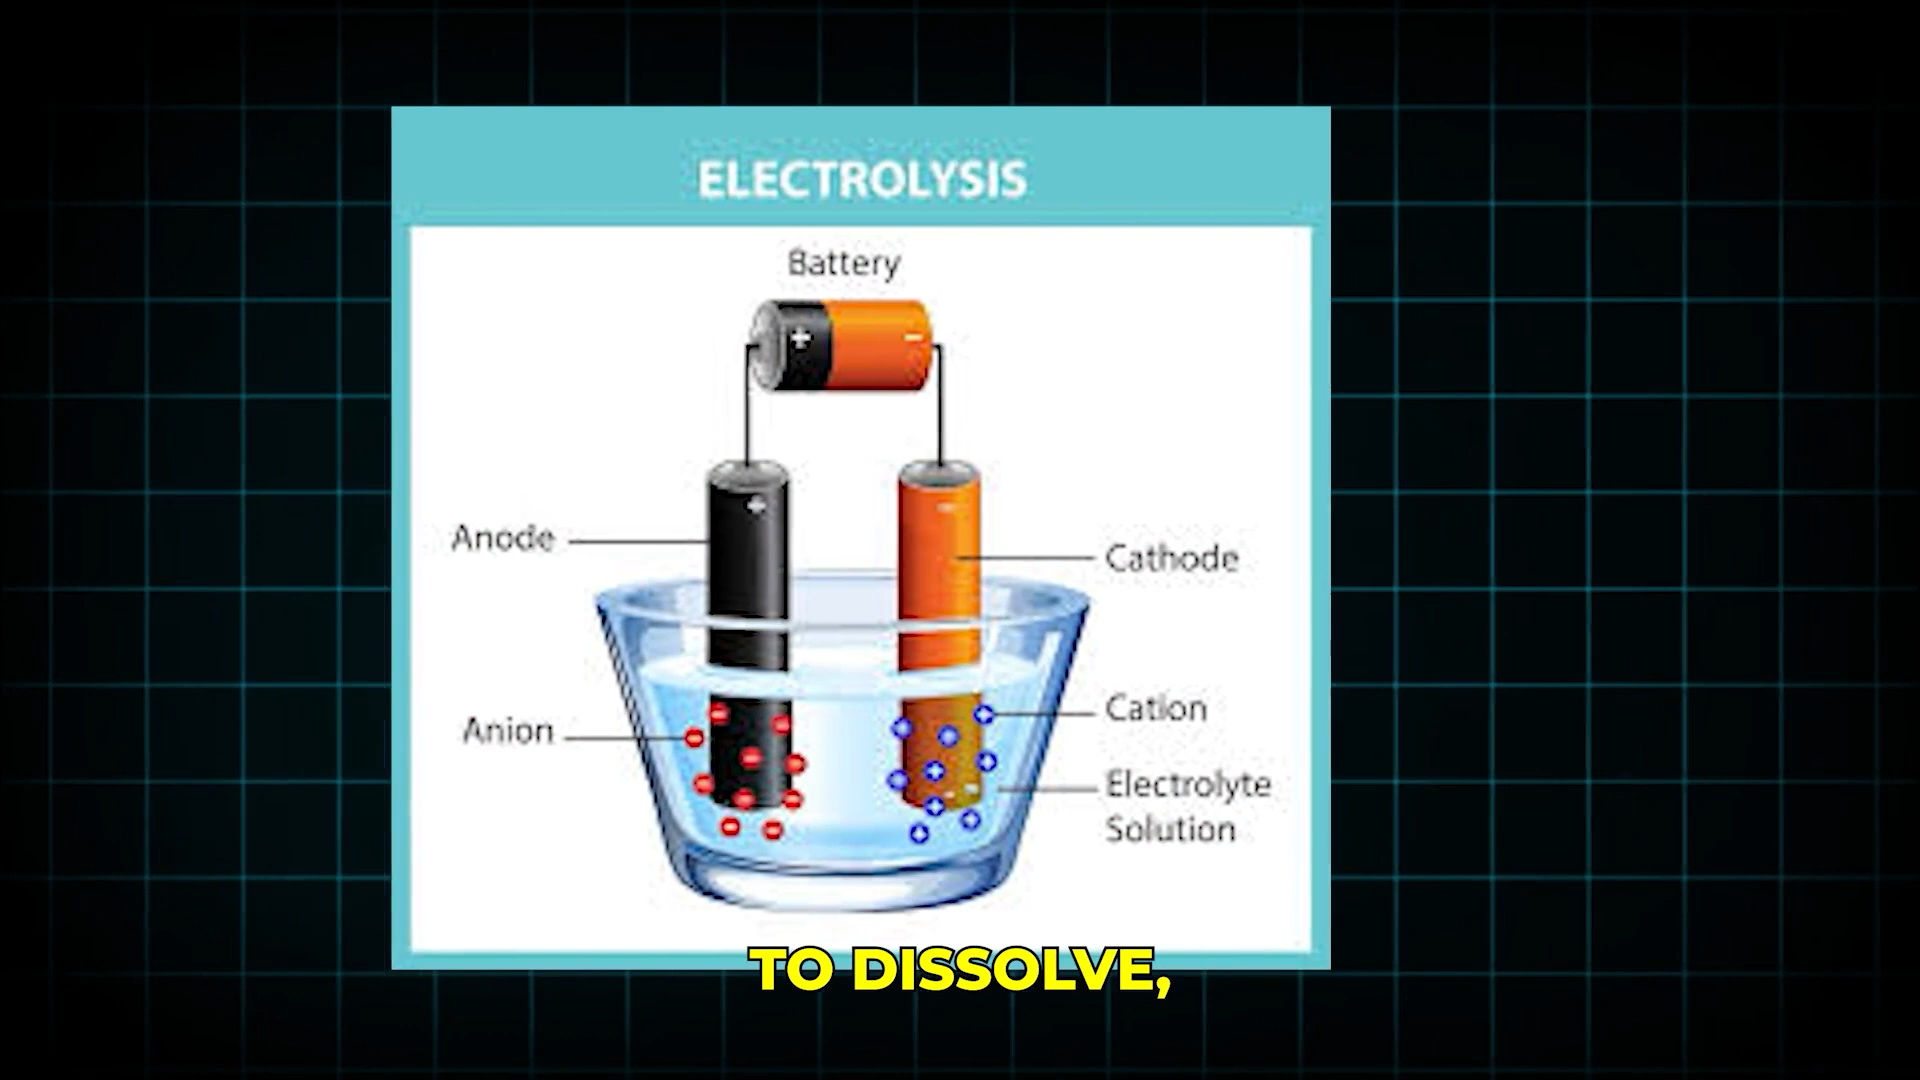 ELECTROLYSIS
Battery
+ −
+ −
Anode
Cathode
Anion
Cation
Electrolyte
Solution
TO DISSOLVE,